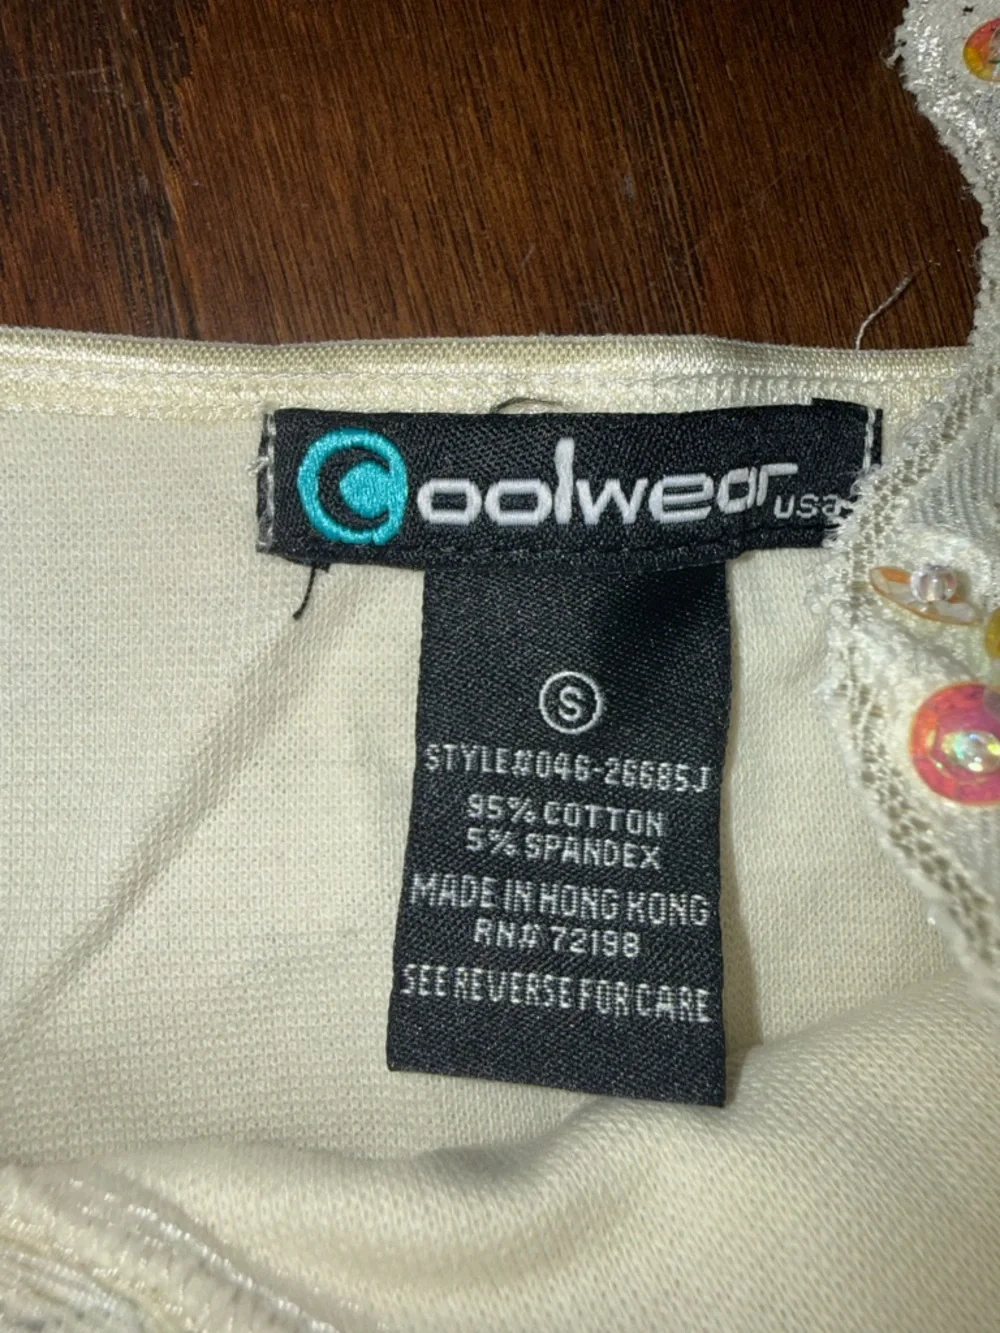 Coolwear usa
S
STYLE#046-26685J
95% COTTON
5% SPANDEX
MADE IN HONG KONG
RN# 72198
SEE REVERSE FOR CARE